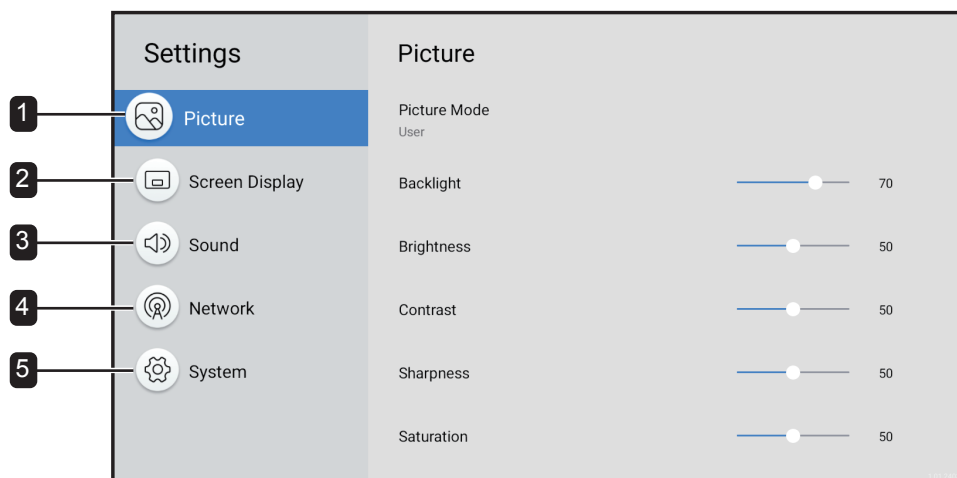 Settings
Picture
1
Picture
2
Screen Display
3
Sound
4
Network
5
System
Picture Mode
User
Backlight 70
Brightness 50
Contrast 50
Sharpness 50
Saturation 50